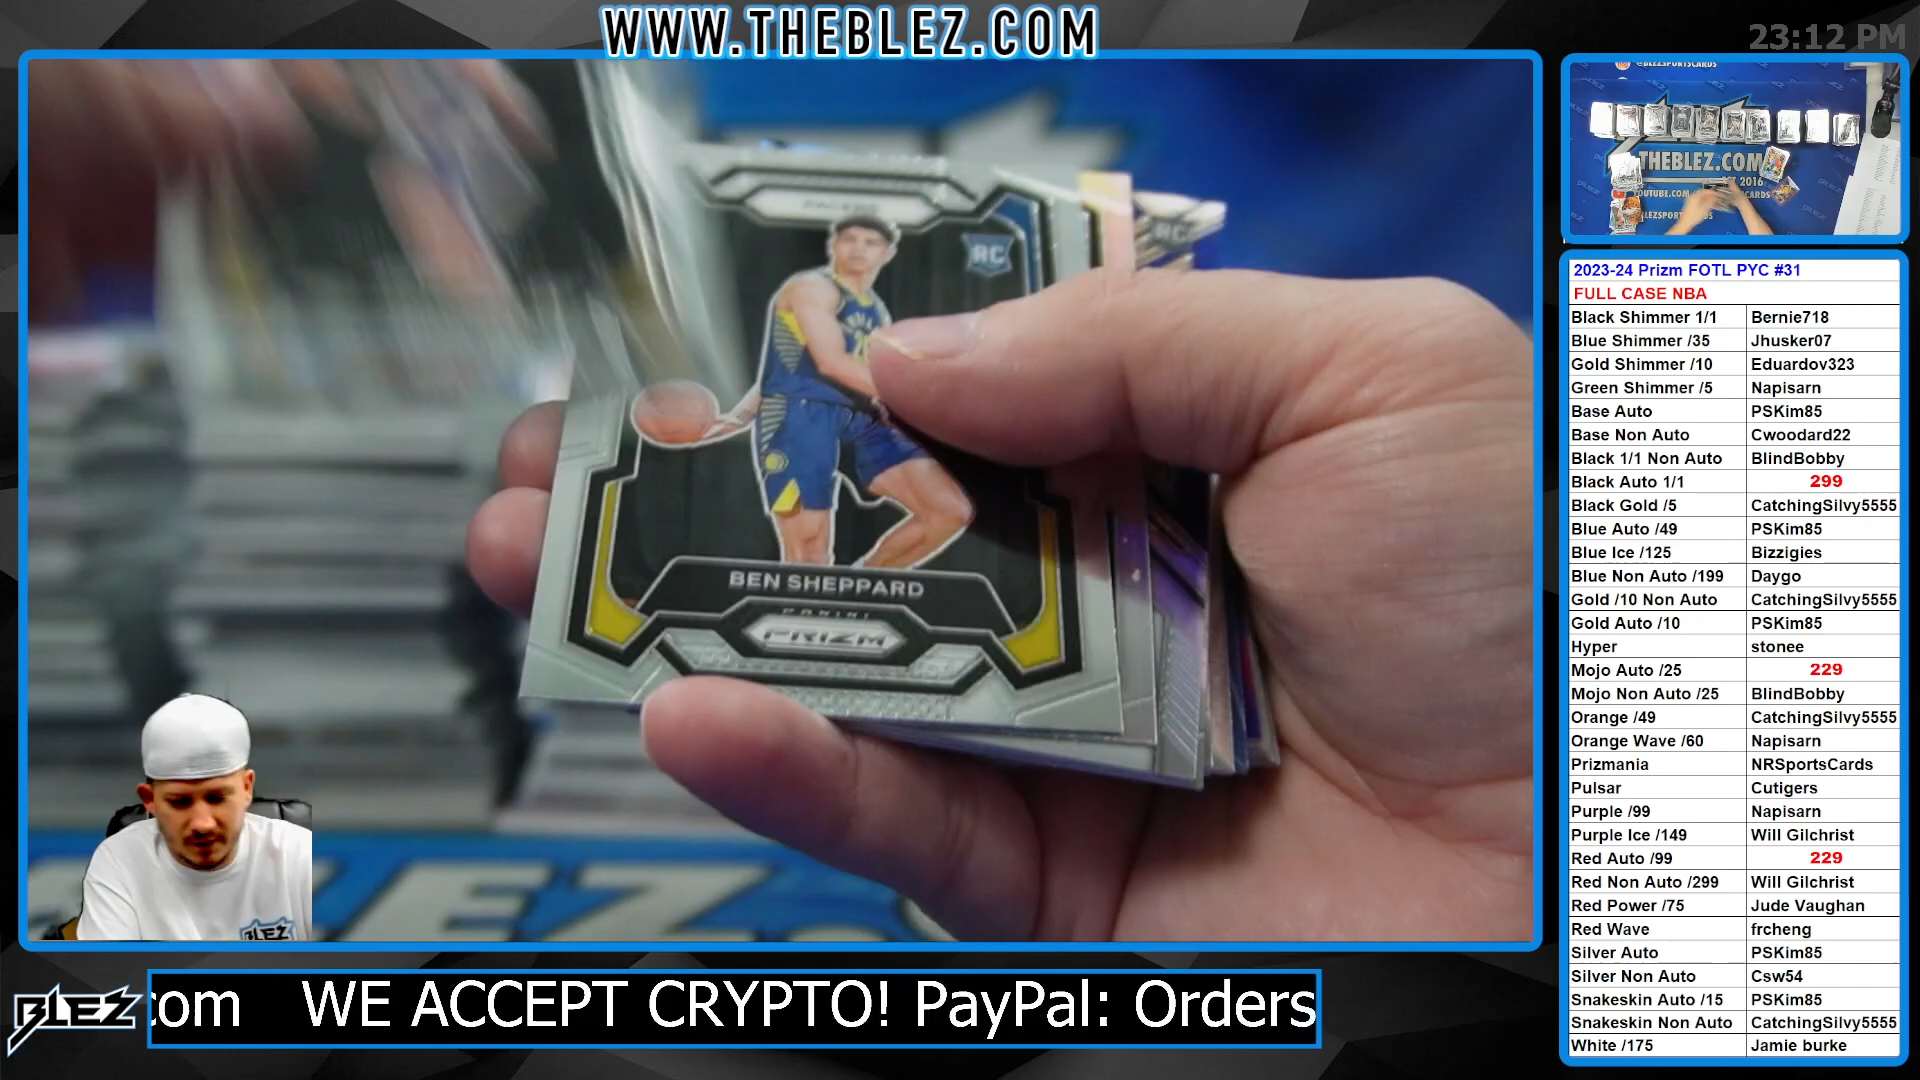 WWW.THEBLEZ.COM
23:12 PM
@BLEZSPORTSCARDS
THEBLEZ.COM
2016
PACERS
RC
BEN SHEPPARD
PANINI
PRIZM
2023-24 Prizm FOTL PYC #31
FULL CASE NBA
Black Shimmer 1/1 Bernie718
Blue Shimmer /35 Jhusker07
Gold Shimmer /10 Eduardov323
Green Shimmer /5 Napisarn
Base Auto PSKim85
Base Non Auto Cwoodard22
Black 1/1 Non Auto BlindBobby
Black Auto 1/1 299
Black Gold /5 CatchingSilvy5555
Blue Auto /49 PSKim85
Blue Ice /125 Bizzigies
Blue Non Auto /199 Daygo
Gold /10 Non Auto CatchingSilvy5555
Gold Auto /10 PSKim85
Hyper stonee
Mojo Auto /25 229
Mojo Non Auto /25 BlindBobby
Orange /49 CatchingSilvy5555
Orange Wave /60 Napisarn
Prizmania NRSportsCards
Pulsar Cutigers
Purple /99 Napisarn
Purple Ice /149 Will Gilchrist
Red Auto /99 229
Red Non Auto /299 Will Gilchrist
Red Power /75 Jude Vaughan
Red Wave frcheng
Silver Auto PSKim85
Silver Non Auto Csw54
Snakeskin Auto /15 PSKim85
Snakeskin Non Auto CatchingSilvy5555
White /175 Jamie burke
BLEZ
BLEZ
com WE ACCEPT CRYPTO! PayPal: Orders